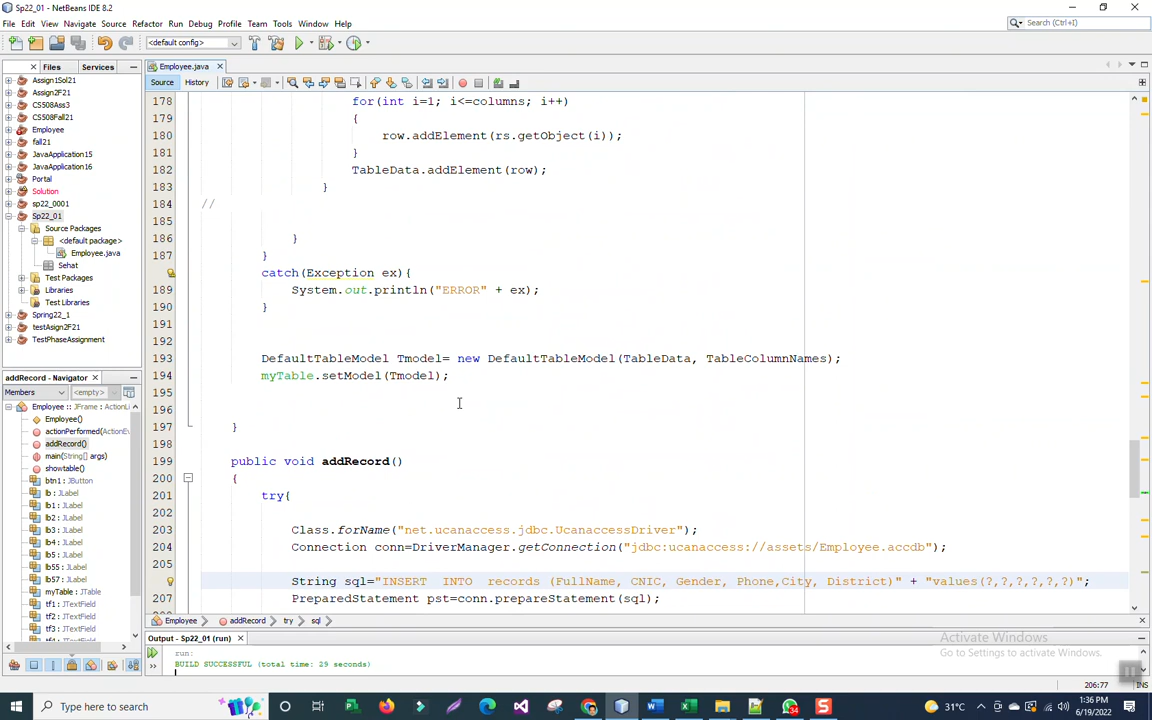 Sp22_01 - NetBeans IDE 8.2
File Edit View Navigate Source Refactor Run Debug Profile Team Tools Window Help
Search (Ctrl+I)
<default config>
Files Services
Employee.java
Source History
Assign1Sol21
Assign2F21
CS508Ass3
CS508Fall21
Employee
fall21
JavaApplication15
JavaApplication16
Portal
Solution
sp22_0001
Sp22_01
Source Packages
<default package>
Employee.java
Sehat
Test Packages
Libraries
Test Libraries
Spring22_1
testAsign2F21
TestPhaseAssignment
addRecord - Navigator
Members
<empty>
Employee :: JFrame : ActionLi
Employee()
actionPerformed(ActionEv
addRecord()
main(String[] args)
showtable()
btn1 : JButton
lb : JLabel
lb1 : JLabel
lb2 : JLabel
lb3 : JLabel
lb4 : JLabel
lb5 : JLabel
lb55 : JLabel
lb57 : JLabel
myTable : JTable
tf1 : JTextField
tf2 : JTextField
tf3 : JTextField
178 for(int i=1; i<=columns; i++)
179 {
180 row.addElement(rs.getObject(i));
181 }
182 TableData.addElement(row);
183 }
184 //
185
186 }
187 }
catch(Exception ex){
189 System.out.println("ERROR" + ex);
190 }
191
192
193 DefaultTableModel Tmodel= new DefaultTableModel(TableData, TableColumnNames);
194 myTable.setModel(Tmodel);
195
196
197 }
198
199 public void addRecord()
200 {
201 try{
202
203 Class.forName("net.ucanaccess.jdbc.UcanaccessDriver");
204 Connection conn=DriverManager.getConnection("jdbc:ucanaccess://assets/Employee.accdb");
205
String sql="INSERT  INTO  records (FullName, CNIC, Gender, Phone,City, District)" + "values(?,?,?,?,?,?)";
207 PreparedStatement pst=conn.prepareStatement(sql);
Employee addRecord try sql
Output - Sp22_01 (run)
run:
BUILD SUCCESSFUL (total time: 29 seconds)
Activate Windows
Go to Settings to activate Windows.
206:77 INS
Type here to search
34
31°C
1:36 PM
6/19/2022